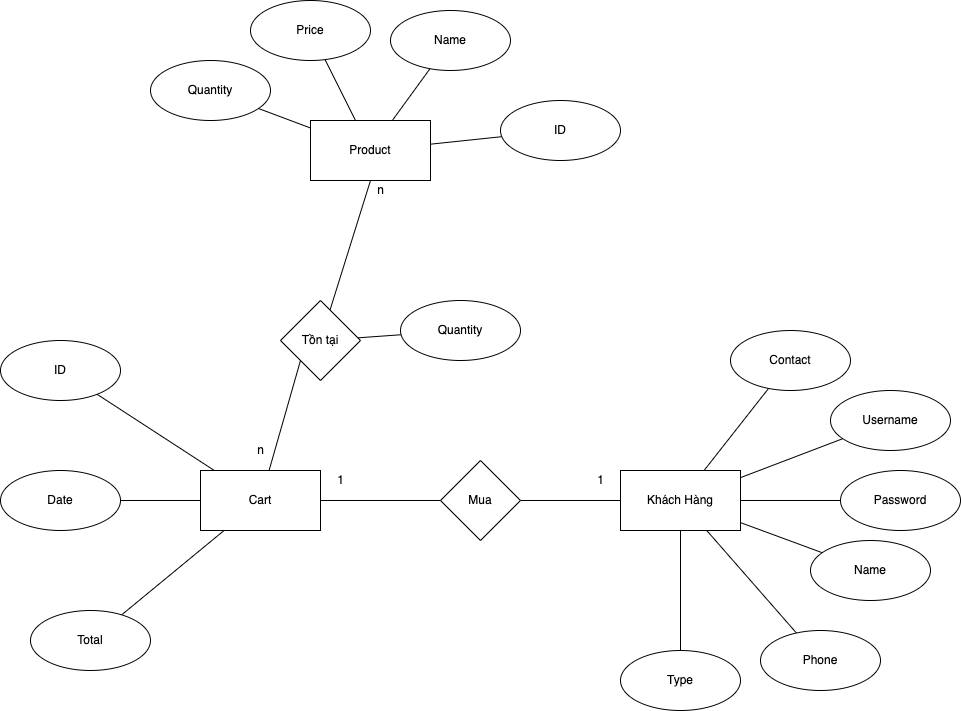 Price
Name
Quantity
ID
Product
n
Tồn tại
Quantity
ID
Contact
Username
n
1
1
Date
Cart
Mua
Khách Hàng
Password
Name
Total
Phone
Type